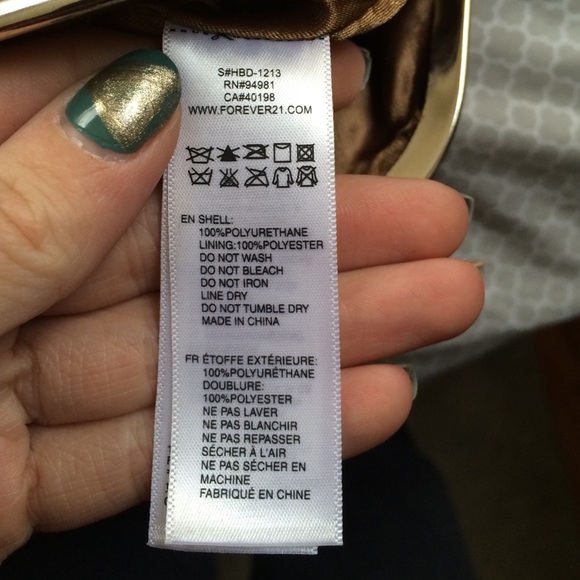 S#HBD-1213
RN#94981
CA#40198
WWW.FOREVER21.COM
EN SHELL:
100%POLYURETHANE
LINING:100%POLYESTER
DO NOT WASH
DO NOT BLEACH
DO NOT IRON
LINE DRY
DO NOT TUMBLE DRY
MADE IN CHINA
FR ÉTOFFE EXTÉRIEURE:
100%POLYURÉTHANE
DOUBLURE:
100%POLYESTER
NE PAS LAVER
NE PAS BLANCHIR
NE PAS REPASSER
SÉCHER À L'AIR
NE PAS SÉCHER EN
MACHINE
FABRIQUÉ EN CHINE